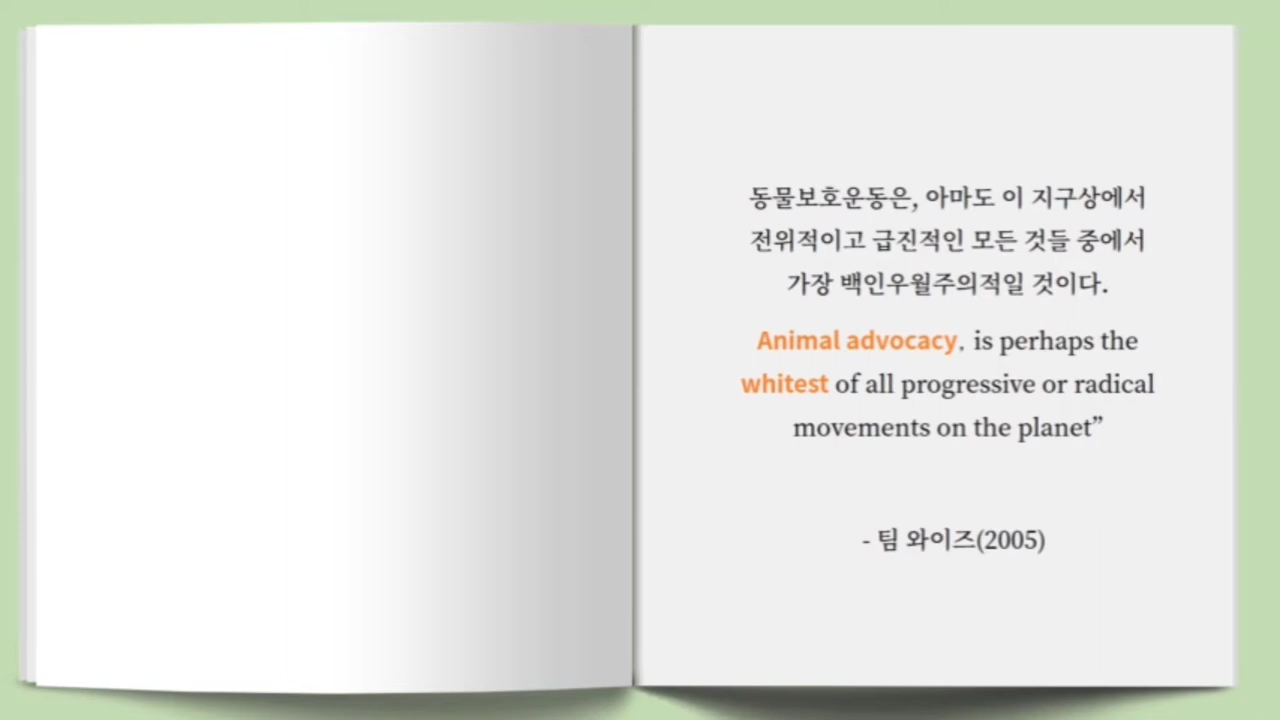 동물보호운동은, 아마도 이 지구상에서
전위적이고 급진적인 모든 것들 중에서
가장 백인우월주의적일 것이다.
Animal advocacy, is perhaps the
whitest of all progressive or radical
movements on the planet”
- 팀 와이즈(2005)